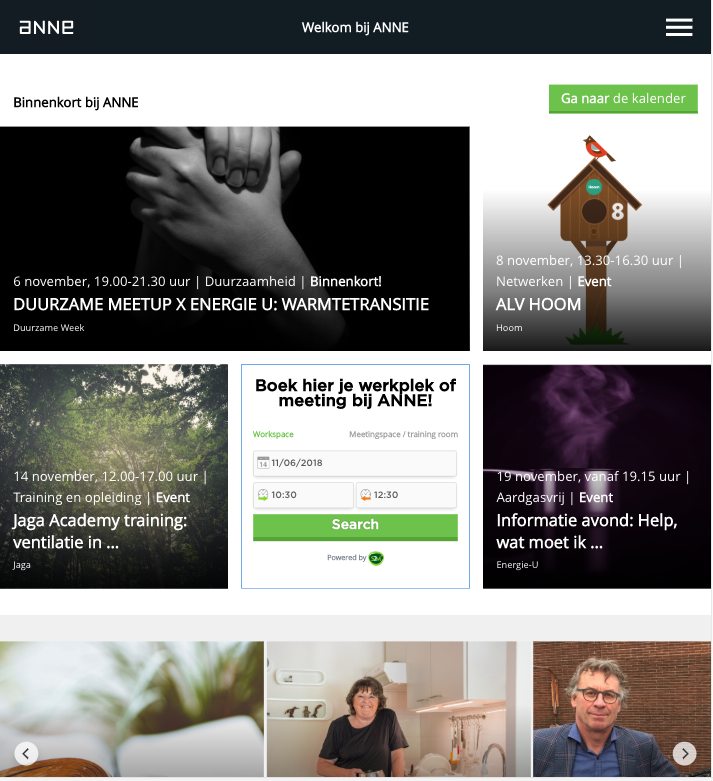 ANNE
Welkom bij ANNE
Binnenkort bij ANNE
Ga naar de kalender
6 november, 19.00-21.30 uur | Duurzaamheid | Binnenkort!
DUURZAME MEETUP X ENERGIE U: WARMTETRANSITIE
Duurzame Week
Hoom
8
8 november, 13.30-16.30 uur |
Netwerken | Event
ALV HOOM
Hoom
14 november, 12.00-17.00 uur |
Training en opleiding | Event
Jaga Academy training:
ventilatie in ...
Jaga
Boek hier je werkplek of
meeting bij ANNE!
Workspace
Meetingspace / training room
14
11/06/2018
10:30
12:30
Search
Powered by S2M
19 november, vanaf 19.15 uur |
Aardgasvrij | Event
Informatie avond: Help,
wat moet ik ...
Energie-U